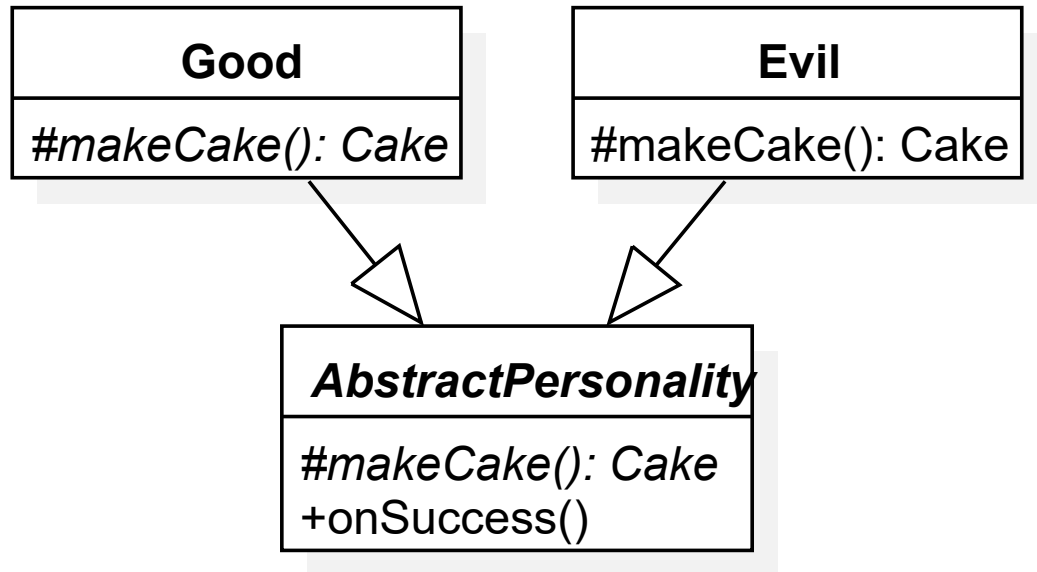 Good
#makeCake(): Cake
Evil
#makeCake(): Cake
AbstractPersonality
#makeCake(): Cake
+onSuccess()